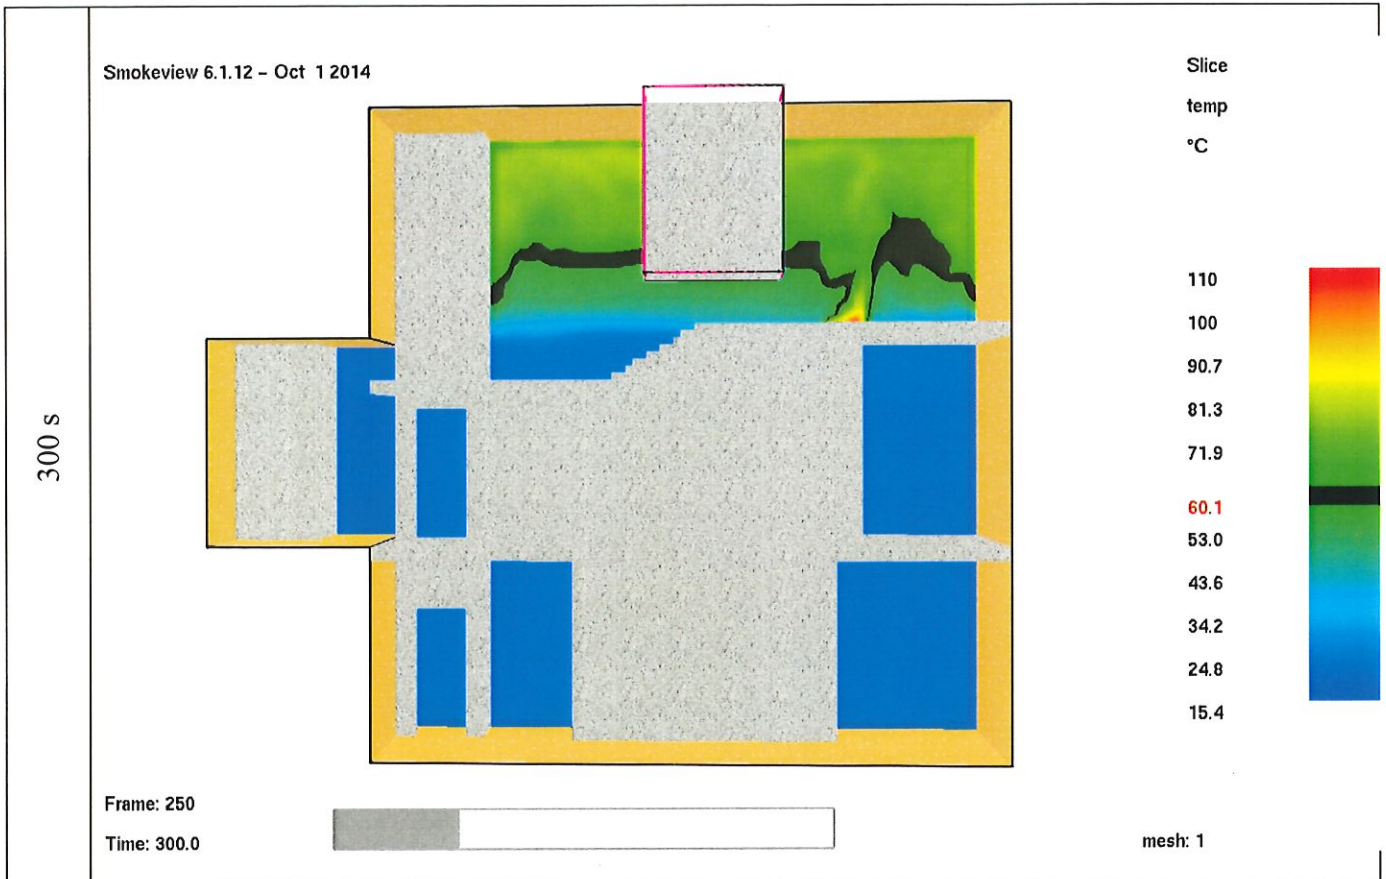 300 s
Smokeview 6.1.12 – Oct 1 2014
Slice
temp
°C
110
100
90.7
81.3
71.9
60.1
53.0
43.6
34.2
24.8
15.4
Frame: 250
Time: 300.0
mesh: 1